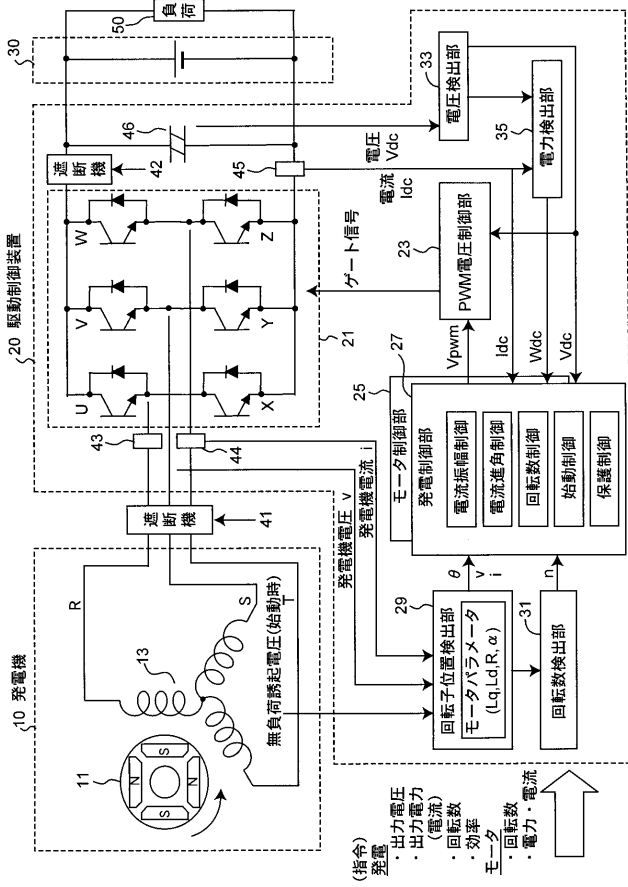 20 駆動制御装置
10 発電機
11
13
R
S
T
無負荷誘起電圧(始動時)
遮断機
41
43
44
発電機電圧 v
発電機電流 i
U
V
W
X
Y
Z
21
遮断機
42
46
45
30
50
負荷
ゲート信号
電圧
Vdc
電流
Idc
33
電圧検出部
35
電力検出部
23
PWM電圧制御部
Vpwm
Idc
Wdc
Vdc
25
27
モータ制御部
発電制御部
電流振幅制御
電流進角制御
回転数制御
始動制御
保護制御
θ
v
i
n
29
回転子位置検出部
モータパラメータ
(Lq,Ld,R,α)
31
回転数検出部
(指令)
発電
・出力電圧
・出力電力
(電流)
・回転数
・効率
モータ
・回転数
・電力・電流
N
S
N
S